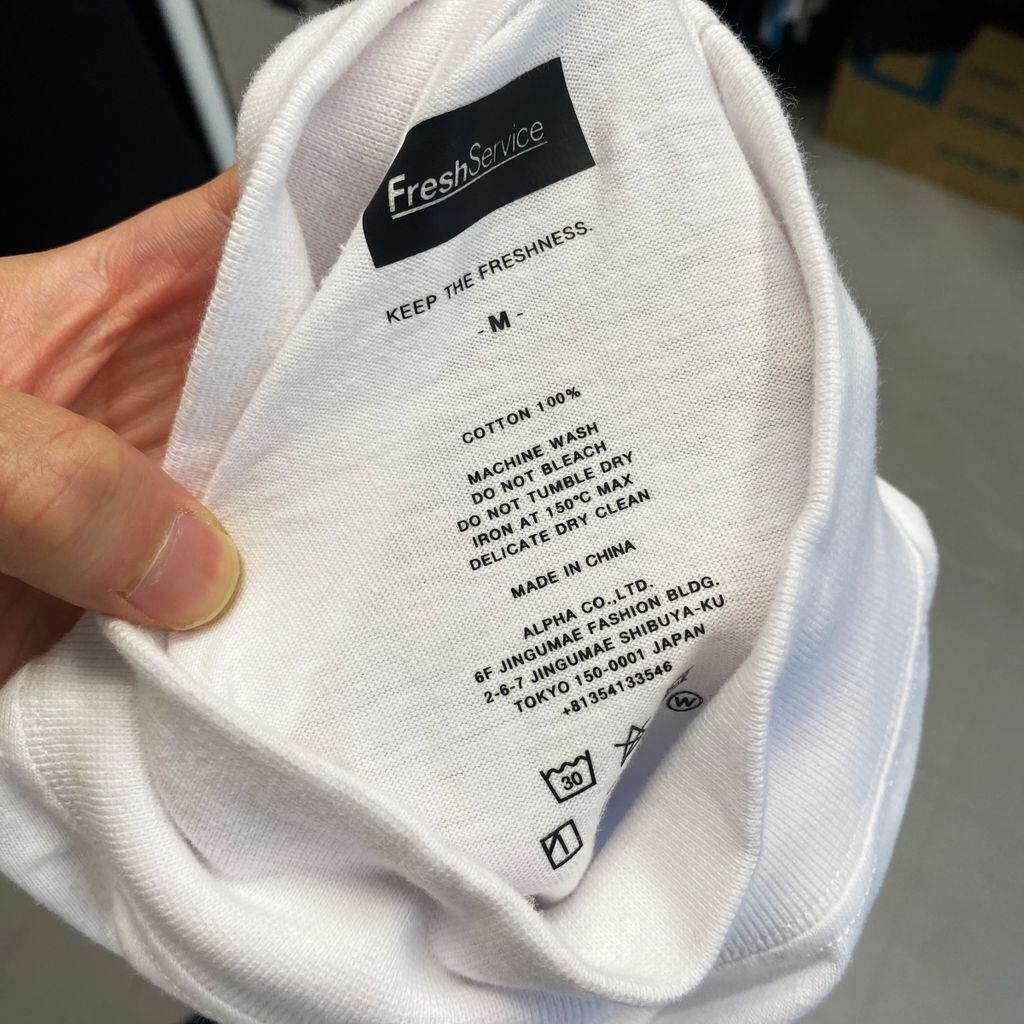 FreshService
KEEP THE FRESHNESS.
- M -
COTTON 100%
MACHINE WASH
DO NOT BLEACH
DO NOT TUMBLE DRY
IRON AT 150°C MAX
DELICATE DRY CLEAN
MADE IN CHINA
ALPHA CO.,LTD.
6F JINGUMAE FASHION BLDG.
2-6-7 JINGUMAE SHIBUYA-KU
TOKYO 150-0001 JAPAN
+81354133546
30
W